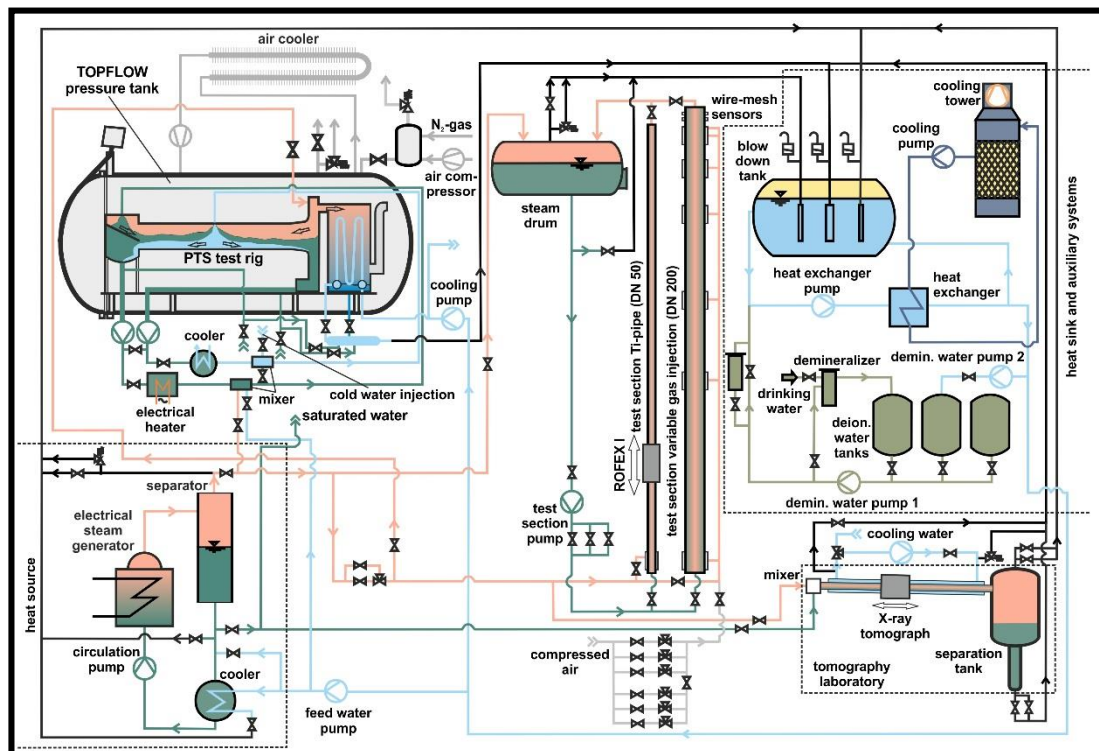 air cooler
TOPFLOW
pressure tank
N₂-gas
air com-
pressor
wire-mesh
sensors
cooling
tower
cooling
pump
blow
down
tank
steam
drum
PTS test rig
cooling
pump
heat exchanger
pump
heat
exchanger
cooler
mixer
cold water injection
electrical
heater
saturated water
test section Ti-pipe (DN 50)
test section variable gas injection (DN 200)
ROFEX I
demin. water pump 2
demineralizer
drinking
water
deion.
water
tanks
demin. water pump 1
heat sink and auxiliary systems
separator
electrical
steam
generator
test
section
pump
cooling water
mixer
X-ray
tomograph
separation
tank
tomography
laboratory
heat source
circulation
pump
cooler
feed water
pump
compressed
air